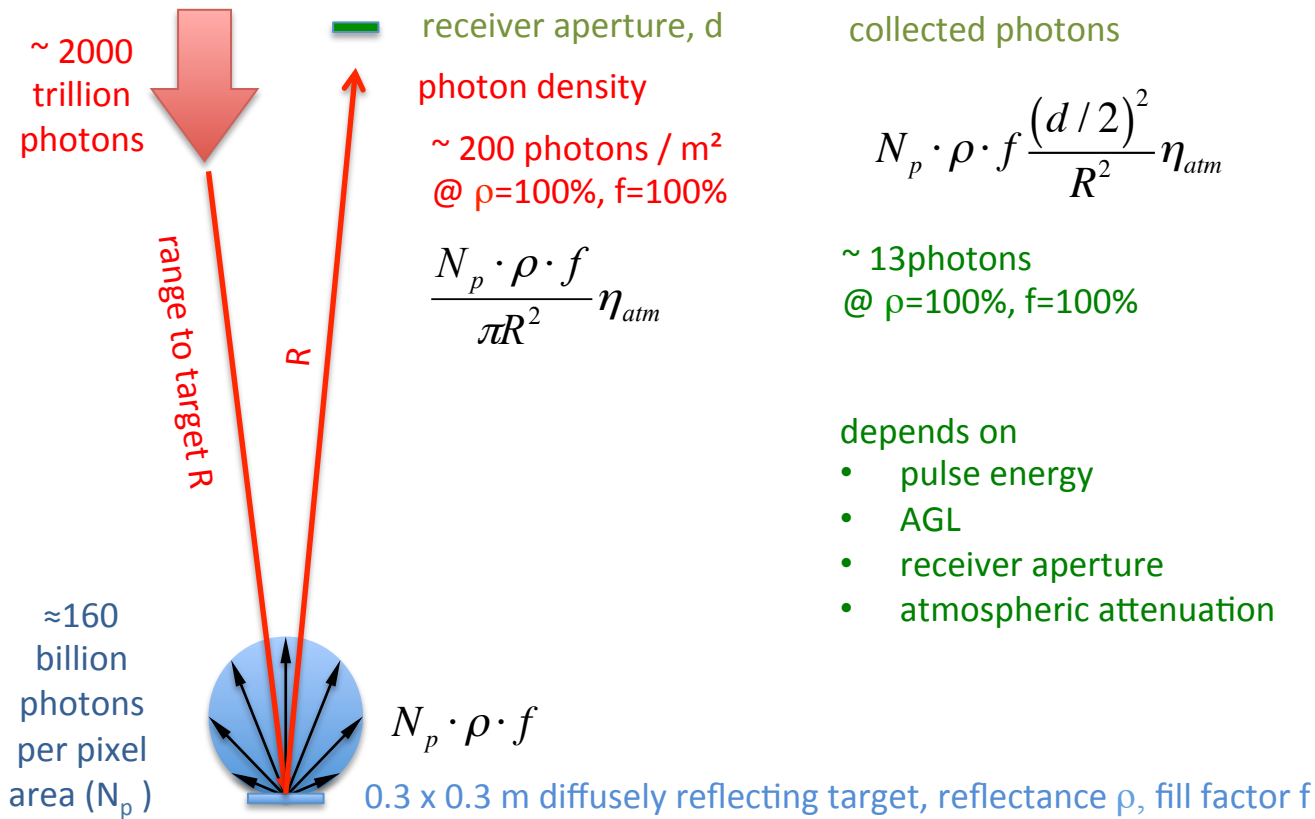 ~ 2000
trillion
photons
receiver aperture, d
photon density
~ 200 photons / m²
@ ρ=100%, f=100%
N_p · ρ · f / πR² η_atm
collected photons
N_p · ρ · f (d / 2)² / R² η_atm
~ 13photons
@ ρ=100%, f=100%
range to target R
R
depends on
• pulse energy
• AGL
• receiver aperture
• atmospheric attenuation
≈160
billion
photons
per pixel
area (N_p )
N_p · ρ · f
0.3 x 0.3 m diffusely reflecting target, reflectance ρ, fill factor f